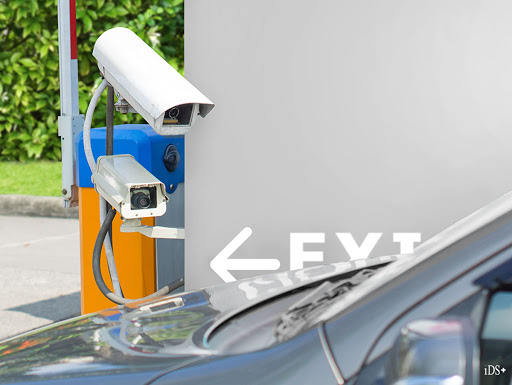 ← EXI
iDS+